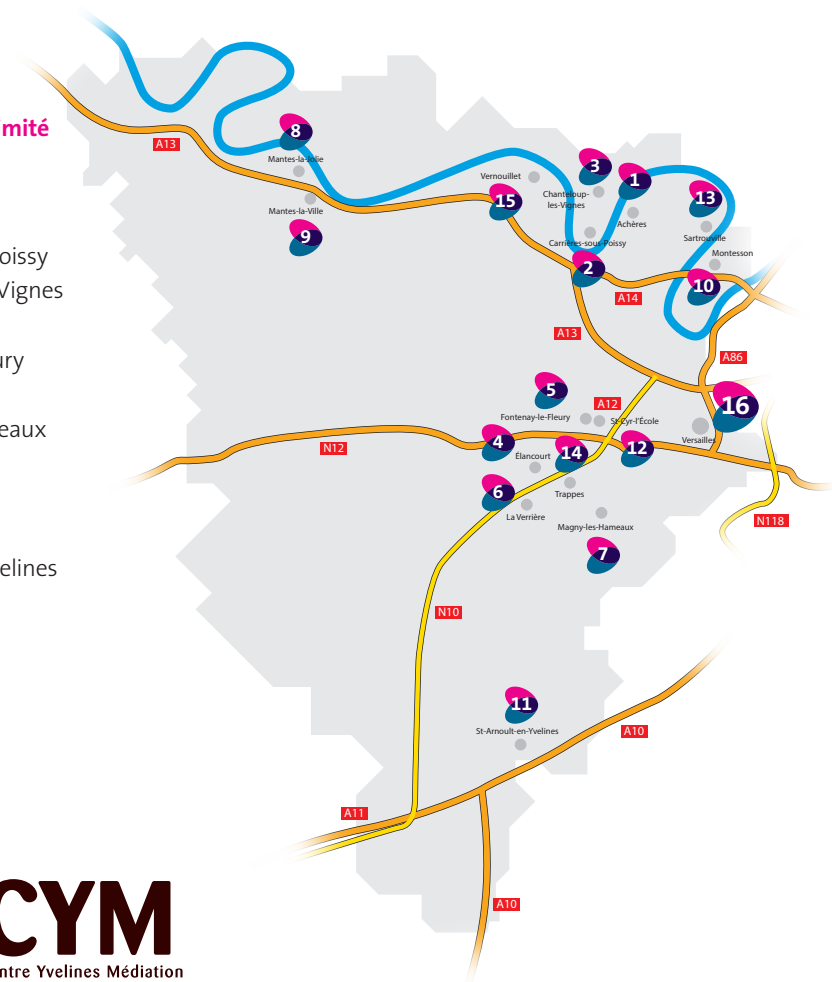 imité
oissy
Vignes
ury
eaux
elines
8
A13
Mantes-la-Jolie
Mantes-la-Ville
9
Vernouillet
3
Chanteloup-
les-Vignes
1
Achères
13
Sartrouville
15
Carrières-sous-Poissy
2
Montesson
10
A14
A13
A86
5
A12
16
Fontenay-le-Fleury
St-Cyr-l'École
Versailles
4
N12
14
12
Élancourt
6
Trappes
La Verrière
Magny-les-Hameaux
N118
7
N10
11
St-Arnoult-en-Yvelines
A10
A11
A10
CYM
ntre Yvelines Médiation